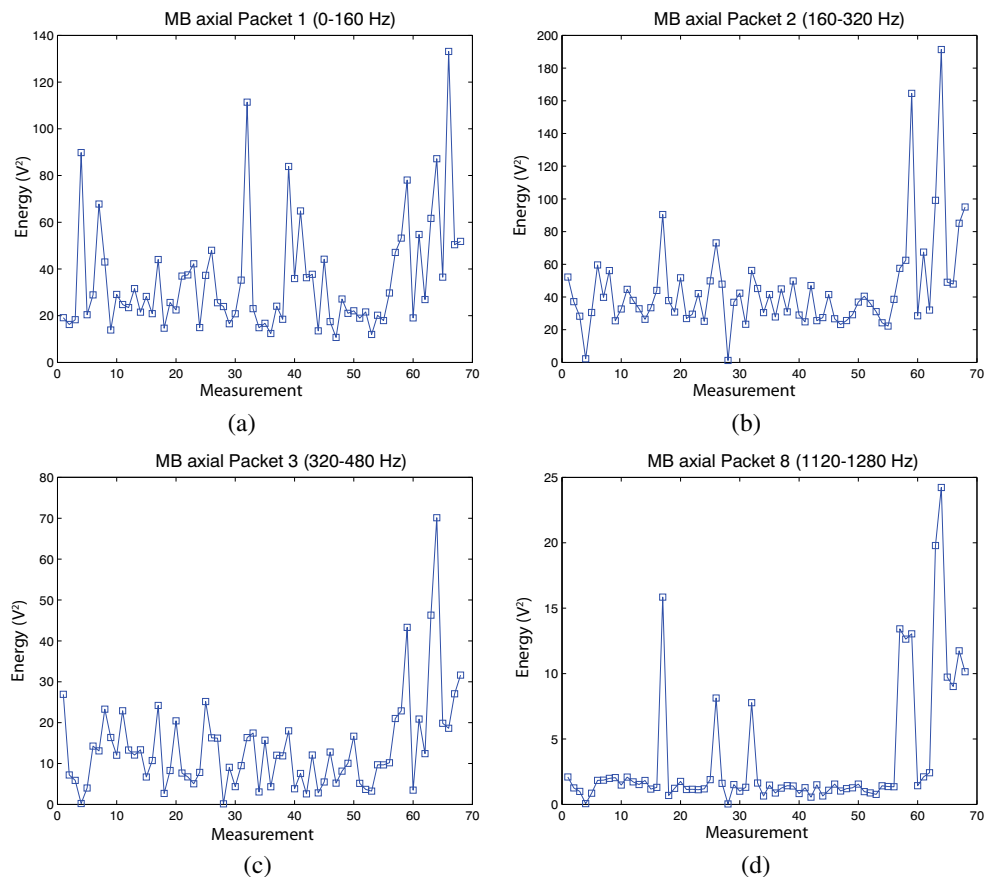 MB axial Packet 1 (0-160 Hz)
140
120
100
80
60
40
20
0
Energy (V²)
0 10 20 30 40 50 60 70
Measurement
(a)
MB axial Packet 2 (160-320 Hz)
200
180
160
140
120
100
80
60
40
20
0
Energy (V²)
0 10 20 30 40 50 60 70
Measurement
(b)
MB axial Packet 3 (320-480 Hz)
80
70
60
50
40
30
20
10
0
Energy (V²)
0 10 20 30 40 50 60 70
Measurement
(c)
MB axial Packet 8 (1120-1280 Hz)
25
20
15
10
5
0
Energy (V²)
0 10 20 30 40 50 60 70
Measurement
(d)